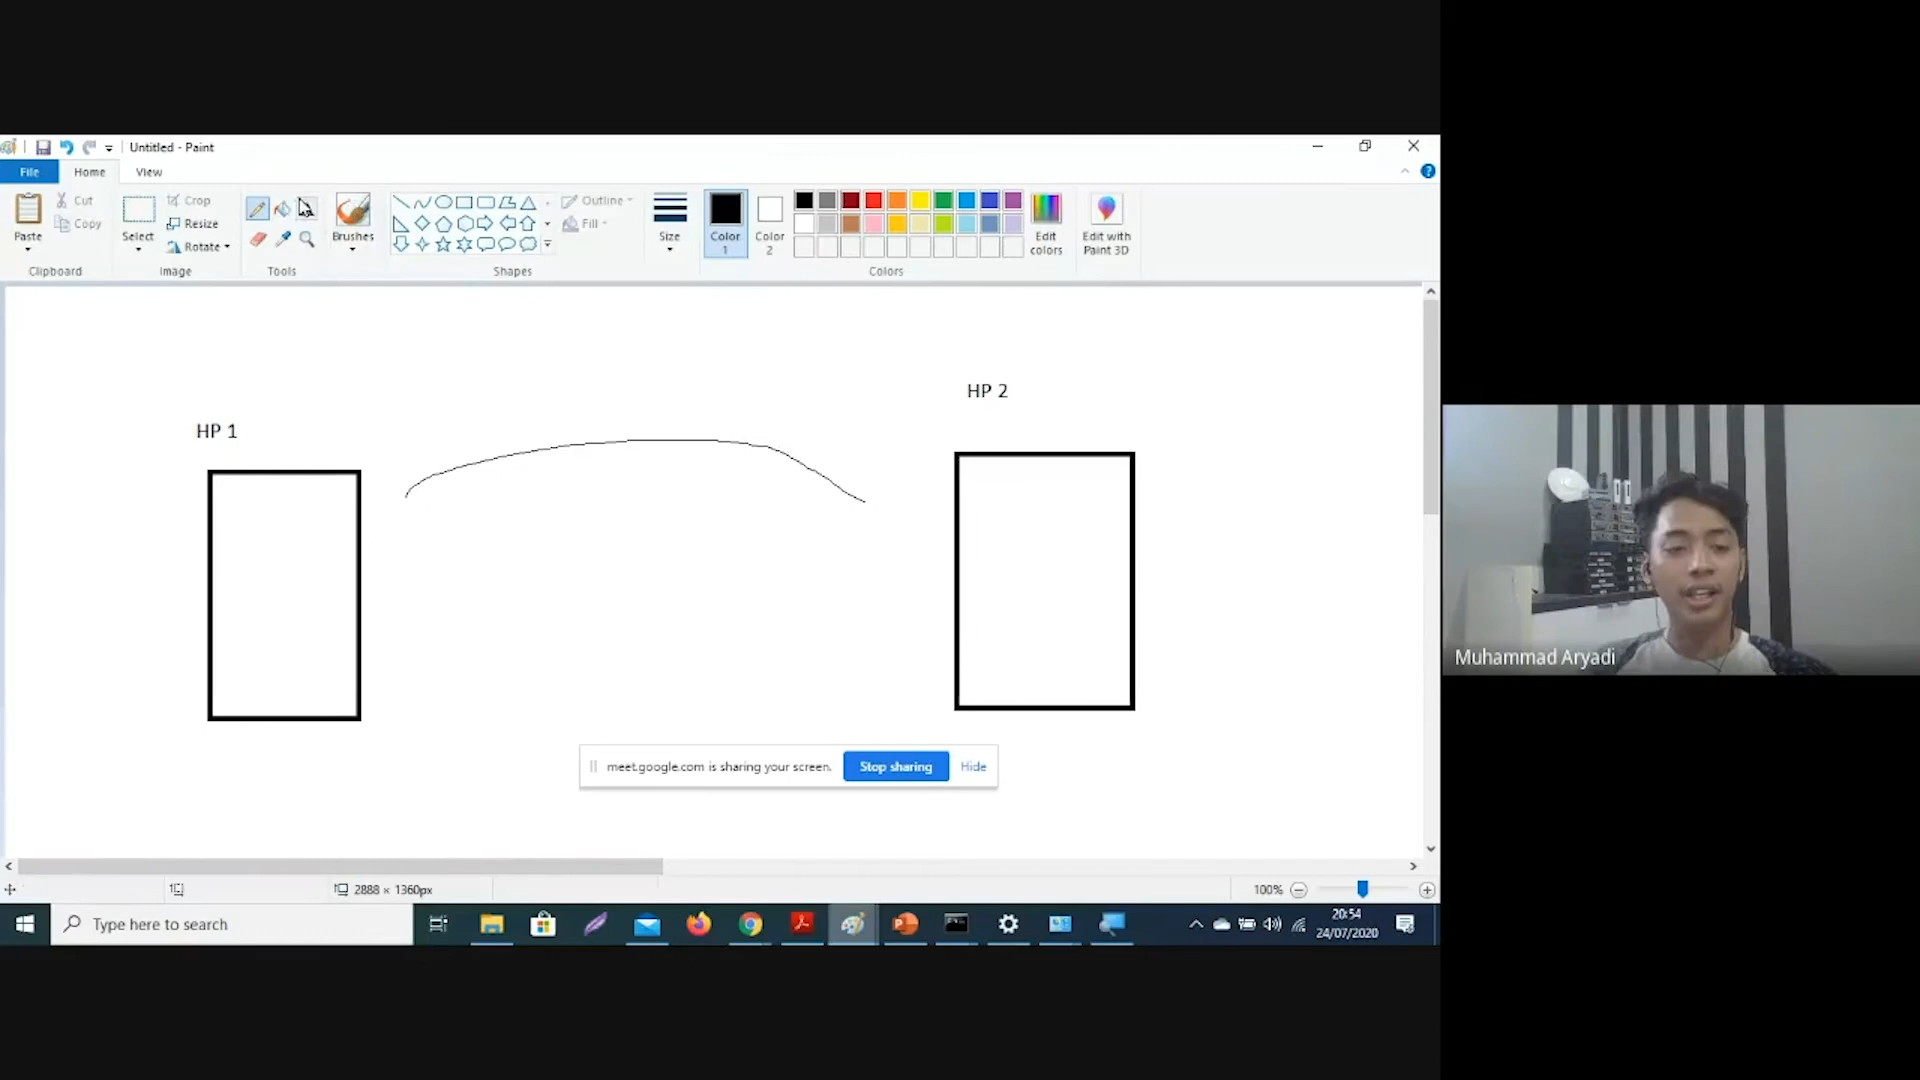 Untitled - Paint
File
Home
View
Paste
Cut
Copy
Clipboard
Select
Crop
Resize
Rotate
Image
Tools
Brushes
Outline
Fill
Shapes
Size
Color
1
Color
2
Colors
Edit
colors
Edit with
Paint 3D
HP 1
HP 2
meet.google.com is sharing your screen.
Stop sharing
Hide
Muhammad Aryadi
2888 × 1360px
100%
Type here to search
20:54
24/07/2020